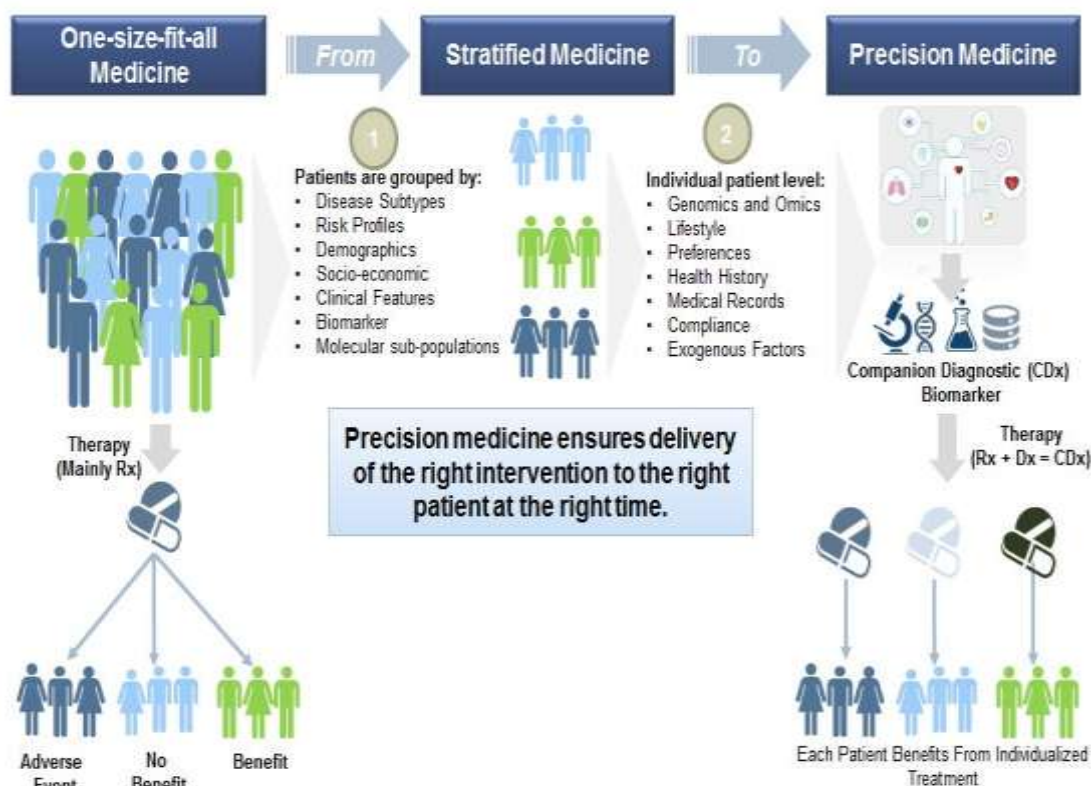 One-size-fit-all
Medicine
From
Stratified Medicine
To
Precision Medicine
1
Patients are grouped by:
• Disease Subtypes
• Risk Profiles
• Demographics
• Socio-economic
• Clinical Features
• Biomarker
• Molecular sub-populations
2
Individual patient level:
• Genomics and Omics
• Lifestyle
• Preferences
• Health History
• Medical Records
• Compliance
• Exogenous Factors
Companion Diagnostic (CDx)
Biomarker
Therapy
(Mainly Rx)
Precision medicine ensures delivery
of the right intervention to the right
patient at the right time.
Therapy
(Rx + Dx = CDx)
Adverse
Event
No
Benefit
Benefit
Each Patient Benefits From Individualized
Treatment